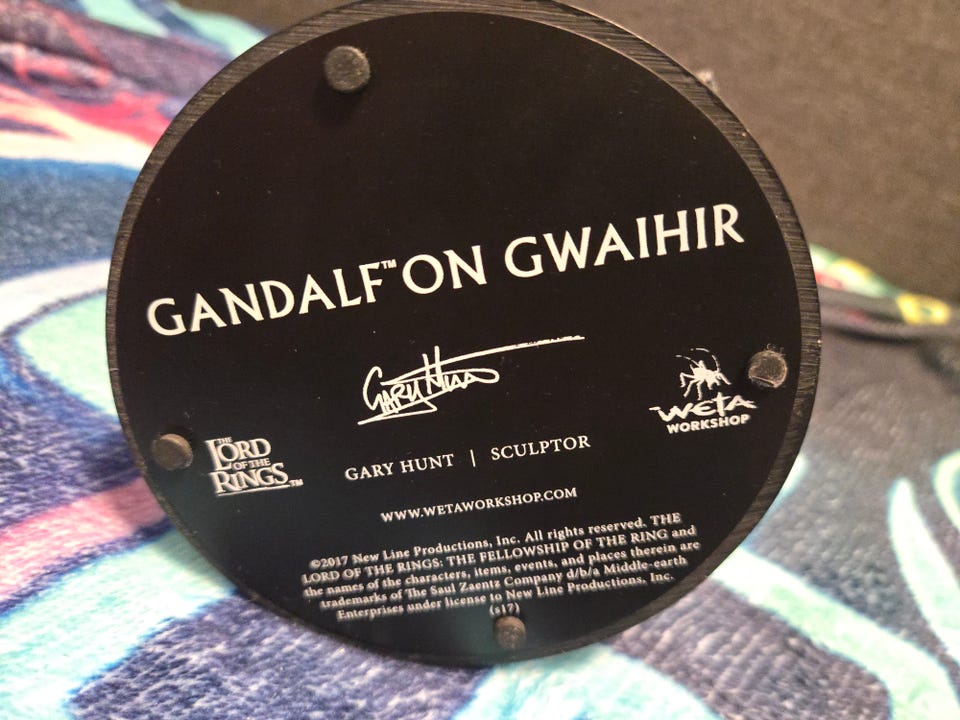 GANDALF™ ON GWAIHIR
GARY HUNT
THE
LORD
OF THE
RINGS™
WETA
WORKSHOP
GARY HUNT | SCULPTOR
WWW.WETAWORKSHOP.COM
©2017 New Line Productions, Inc. All rights reserved. THE
LORD OF THE RINGS: THE FELLOWSHIP OF THE RING and
the names of the characters, items, events, and places therein are
trademarks of The Saul Zaentz Company d/b/a Middle-earth
Enterprises under license to New Line Productions, Inc.
(s17)